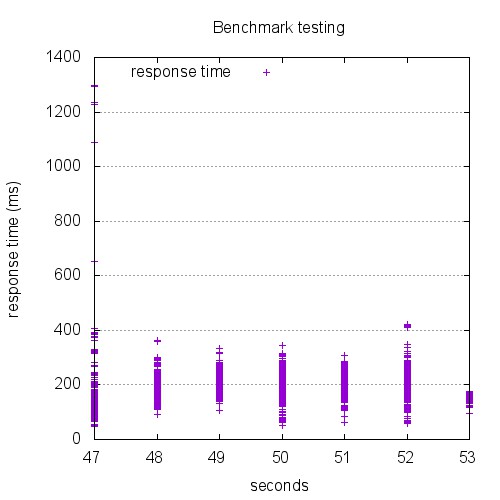 Benchmark testing
1400
response time
1200
1000
800
600
400
200
0
response time (ms)
47 48 49 50 51 52 53
seconds